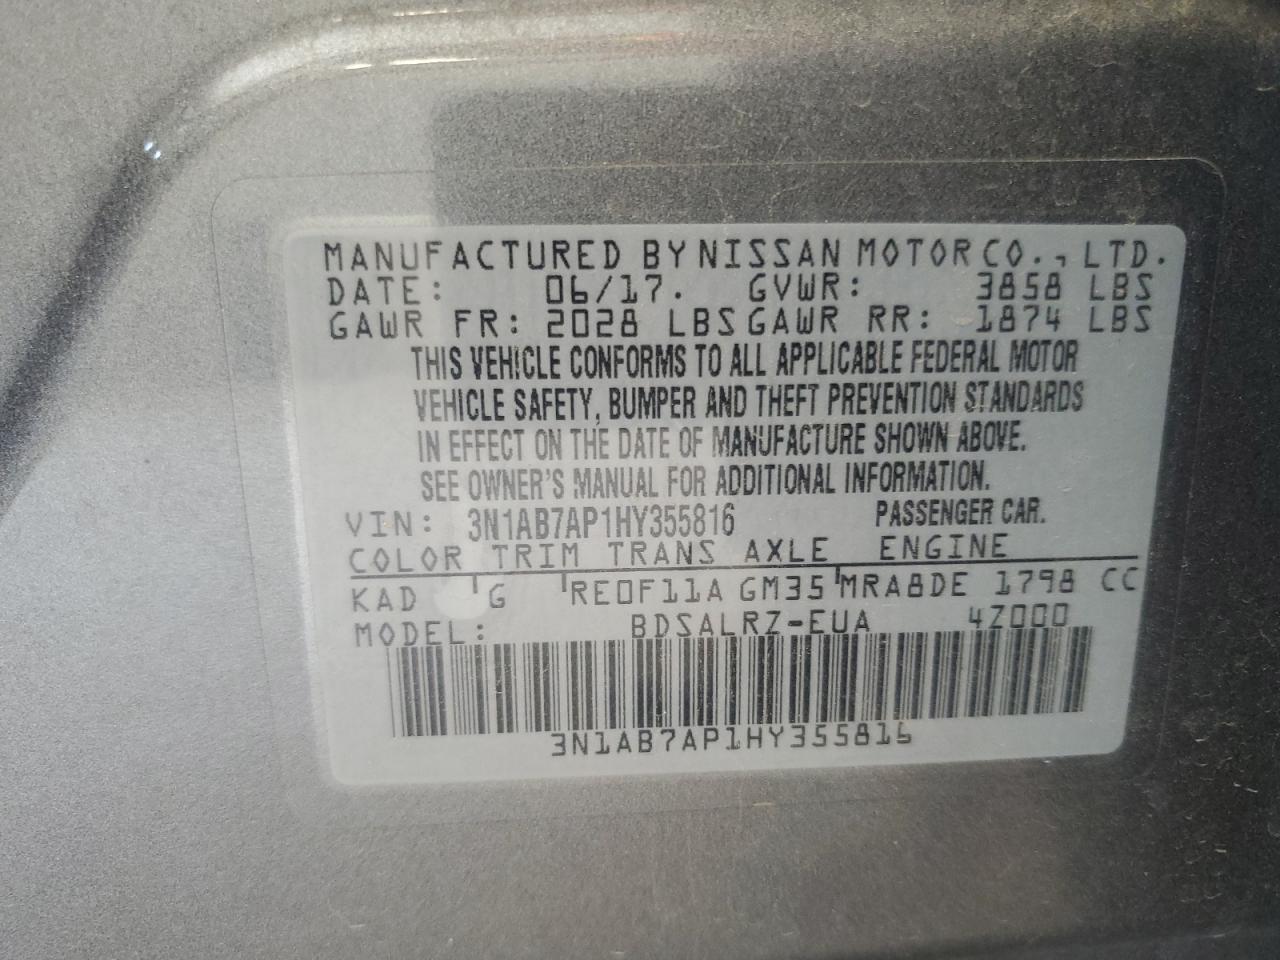 MANUFACTURED BY NISSAN MOTOR CO., LTD.
DATE: 06/17. GVWR: 3858 LBS
GAWR FR: 2028 LBS GAWR RR: 1874 LBS
THIS VEHICLE CONFORMS TO ALL APPLICABLE FEDERAL MOTOR
VEHICLE SAFETY, BUMPER AND THEFT PREVENTION STANDARDS
IN EFFECT ON THE DATE OF MANUFACTURE SHOWN ABOVE.
SEE OWNER'S MANUAL FOR ADDITIONAL INFORMATION.
VIN: 3N1AB7AP1HY355816 PASSENGER CAR.
COLOR TRIM TRANS AXLE ENGINE
KAD G RE0F11A GM35 MRA8DE 1798 CC
MODEL: BDSALRZ-EUA 4Z000
3N1AB7AP1HY355816